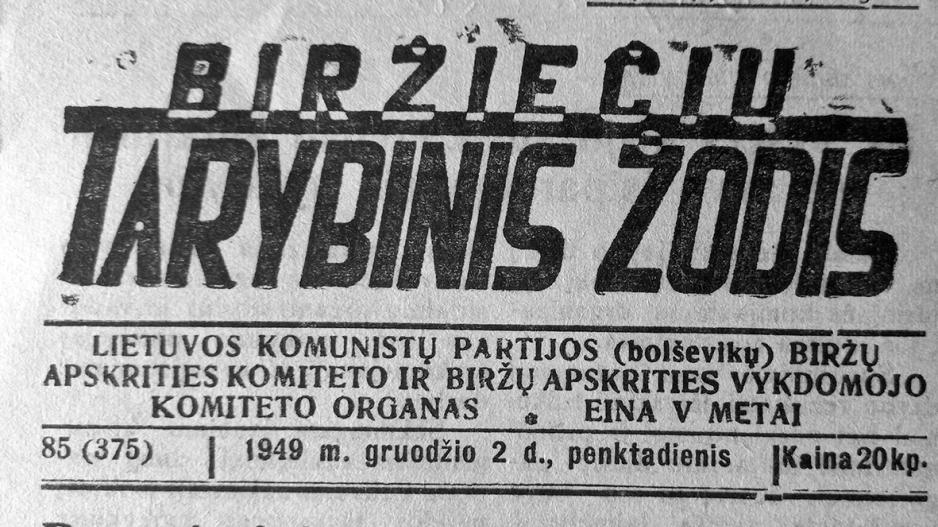 BIRŽIEČIŲ
TARYBINIS ŽODIS
LIETUVOS KOMUNISTŲ PARTIJOS (bolševikų) BIRŽŲ
APSKRITIES KOMITETO IR BIRŽŲ APSKRITIES VYKDOMOJO
KOMITETO ORGANAS • EINA V METAI
85 (375) | 1949 m. gruodžio 2 d., penktadienis | Kaina 20 kp.